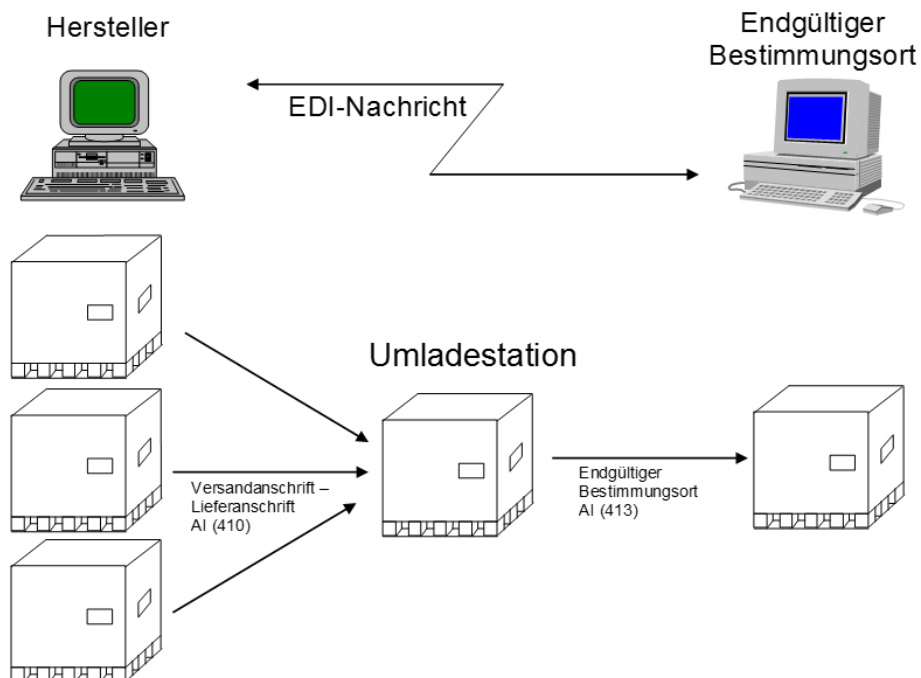 Hersteller
Endgültiger
Bestimmungsort
EDI-Nachricht
Umladestation
Versandanschrift –
Lieferanschrift
AI (410)
Endgültiger
Bestimmungsort
AI (413)